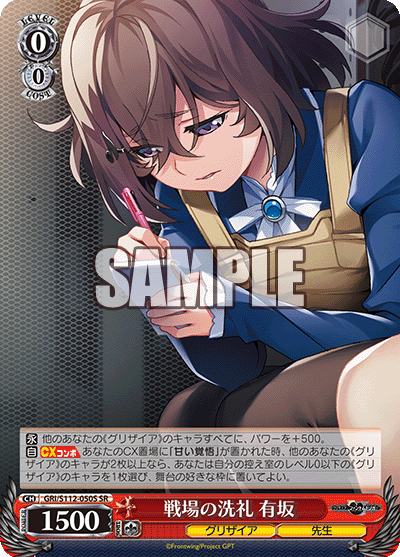 LEVEL
0
0
COST
SAMPLE
永 他のあなたの《グリザイア》のキャラすべてに、パワーを+500。
自 CXコンボ あなたのCX置場に「甘い覚悟」が置かれた時、他のあなたの《グリザイア》のキャラが2枚以上なら、あなたは自分の控え室のレベル0以下の《グリザイア》のキャラを1枚選び、舞台の好きな枠に置いてよい。
CH GRI/S112-050S SR
POWER
1500
戦場の洗礼 有坂
グリザイア
先生
©Frontwing/Project GPT